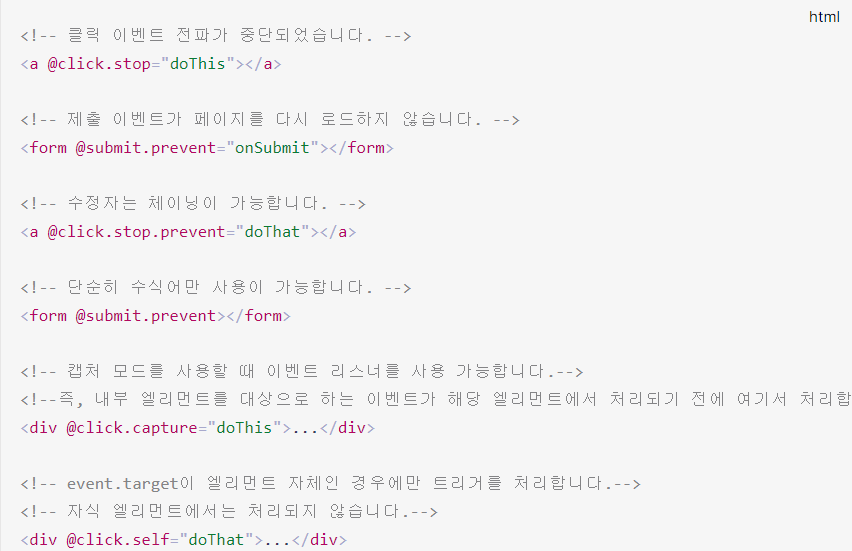 html
<!-- 클릭 이벤트 전파가 중단되었습니다. -->
<a @click.stop="doThis"></a>
<!-- 제출 이벤트가 페이지를 다시 로드하지 않습니다. -->
<form @submit.prevent="onSubmit"></form>
<!-- 수정자는 체이닝이 가능합니다. -->
<a @click.stop.prevent="doThat"></a>
<!-- 단순히 수식어만 사용이 가능합니다. -->
<form @submit.prevent></form>
<!-- 캡처 모드를 사용할 때 이벤트 리스너를 사용 가능합니다.-->
<!--즉, 내부 엘리먼트를 대상으로 하는 이벤트가 해당 엘리먼트에서 처리되기 전에 여기서 처리합
<div @click.capture="doThis">...</div>
<!-- event.target이 엘리먼트 자체인 경우에만 트리거를 처리합니다.-->
<!-- 자식 엘리먼트에서는 처리되지 않습니다.-->
<div @click.self="doThat">...</div>